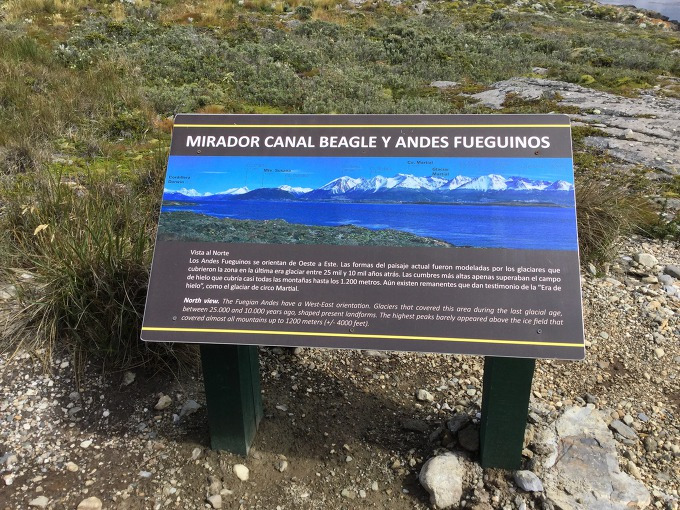 MIRADOR CANAL BEAGLE Y ANDES FUEGUINOS
Co. Martial
Glaciar
Martial
Vista al Norte
Los Andes Fueguinos se orientan de Oeste a Este. Las formas del paisaje actual fueron modeladas por los glaciares que
cubrieron la zona en la última era glaciar entre 25 mil y 10 mil años atrás. Las cumbres más altas apenas superaban el campo
de hielo que cubría casi todas las montañas hasta los 1.200 metros. Aún existen remanentes que dan testimonio de la "Era de
hielo", como el glaciar de circo Martial.
North view. The Fuegian Andes have a West-East orientation. Glaciers that covered this area during the last glacial age,
between 25.000 and 10.000 years ago, shaped present landforms. The highest peaks barely appeared above the ice field that
covered almost all mountains up to 1200 meters (+/- 4000 feet).